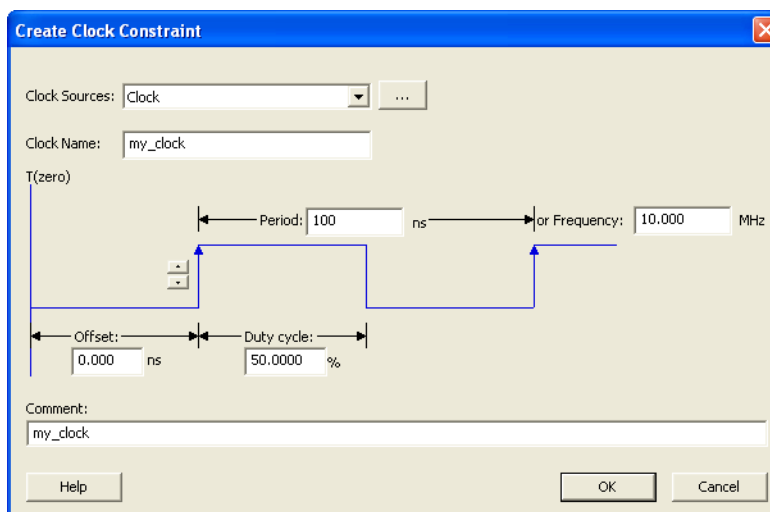 Create Clock Constraint
Clock Sources: Clock ...
Clock Name: my_clock
T(zero)
Period: 100 ns or Frequency: 10.000 MHz
Offset: Duty cycle:
0.000 ns 50.0000 %
Comment:
my_clock
Help OK Cancel